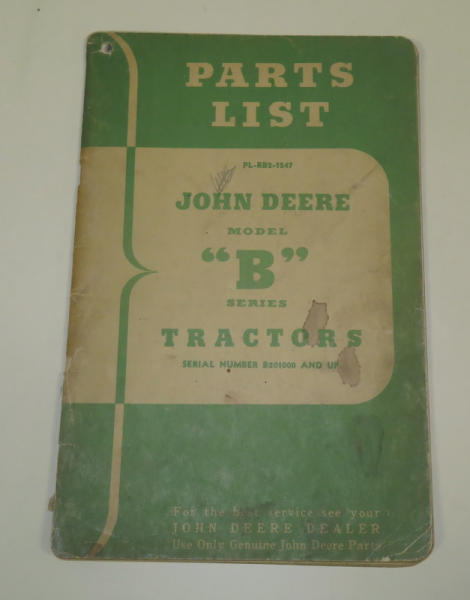 PARTS
LIST
PL-RB2-1547
JOHN DEERE
MODEL
“B”
SERIES
TRACTORS
SERIAL NUMBER B201000 AND UP
For the best service see your
JOHN DEERE DEALER
Use Only Genuine John Deere Parts